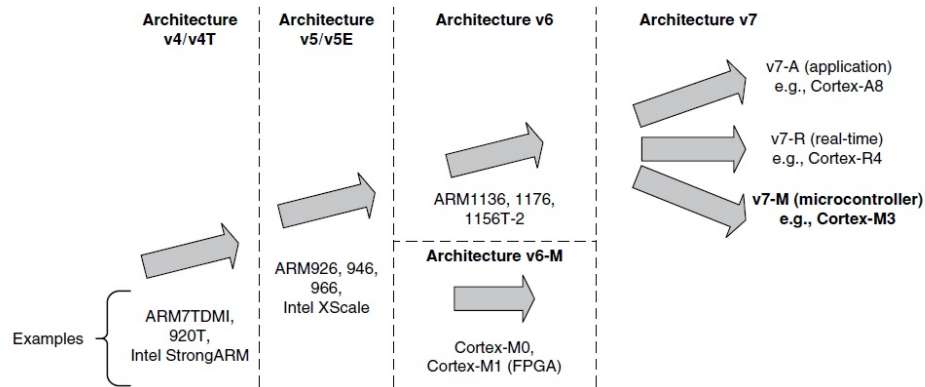 Architecture
v4/v4T
Architecture
v5/v5E
Architecture v6
Architecture v7
v7-A (application)
e.g., Cortex-A8
v7-R (real-time)
e.g., Cortex-R4
v7-M (microcontroller)
e.g., Cortex-M3
ARM1136, 1176,
1156T-2
Architecture v6-M
Cortex-M0,
Cortex-M1 (FPGA)
ARM926, 946,
966,
Intel XScale
Examples
ARM7TDMI,
920T,
Intel StrongARM